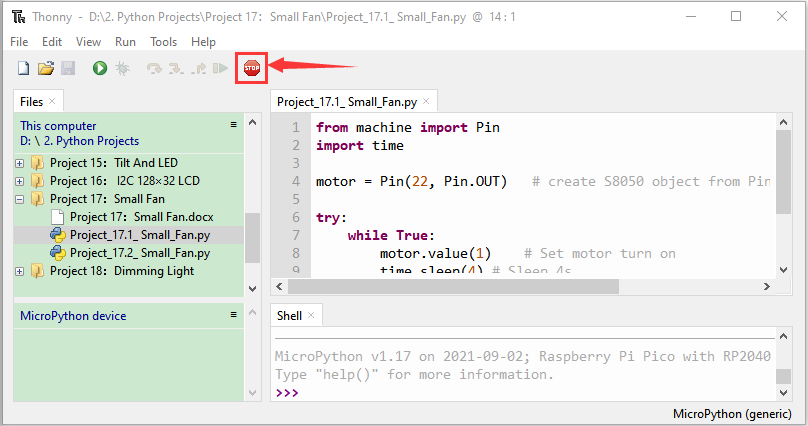 Thonny - D:\2. Python Projects\Project 17：Small Fan\Project_17.1_ Small_Fan.py @ 14 : 1
File Edit View Run Tools Help
STOP
Files
This computer
D: \ 2. Python Projects
Project 15：Tilt And LED
Project 16： I2C 128×32 LCD
Project 17：Small Fan
Project 17：Small Fan.docx
Project_17.1_ Small_Fan.py
Project_17.2_ Small_Fan.py
Project 18：Dimming Light
MicroPython device
Project_17.1_ Small_Fan.py
1 from machine import Pin
2 import time
3
4 motor = Pin(22, Pin.OUT) # create S8050 object from Pin
5
6 try:
7 while True:
8 motor.value(1) # Set motor turn on
9 time.sleep(4) # Sleep 4s
Shell
MicroPython v1.17 on 2021-09-02; Raspberry Pi Pico with RP2040
Type "help()" for more information.
>>>
MicroPython (generic)